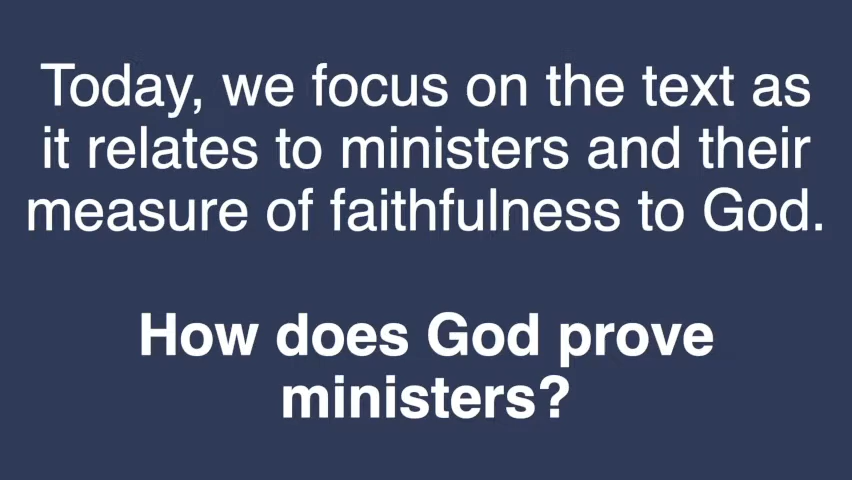 Today, we focus on the text as
it relates to ministers and their
measure of faithfulness to God.
How does God prove
ministers?